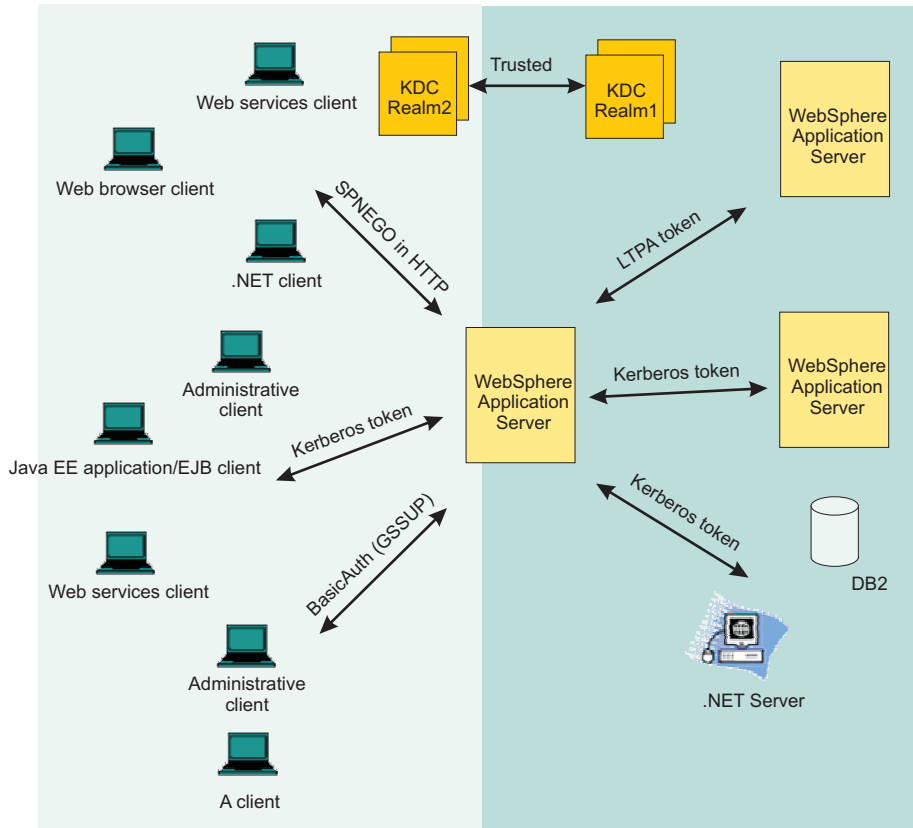 Web services client
KDC
Realm2
Trusted
KDC
Realm1
WebSphere
Application
Server
Web browser client
SPNEGO in HTTP
.NET client
LTPA token
Administrative
client
WebSphere
Application
Server
Kerberos token
WebSphere
Application
Server
Java EE application/EJB client
Kerberos token
Kerberos token
Web services client
BasicAuth (GSSUP)
DB2
Administrative
client
.NET Server
A client